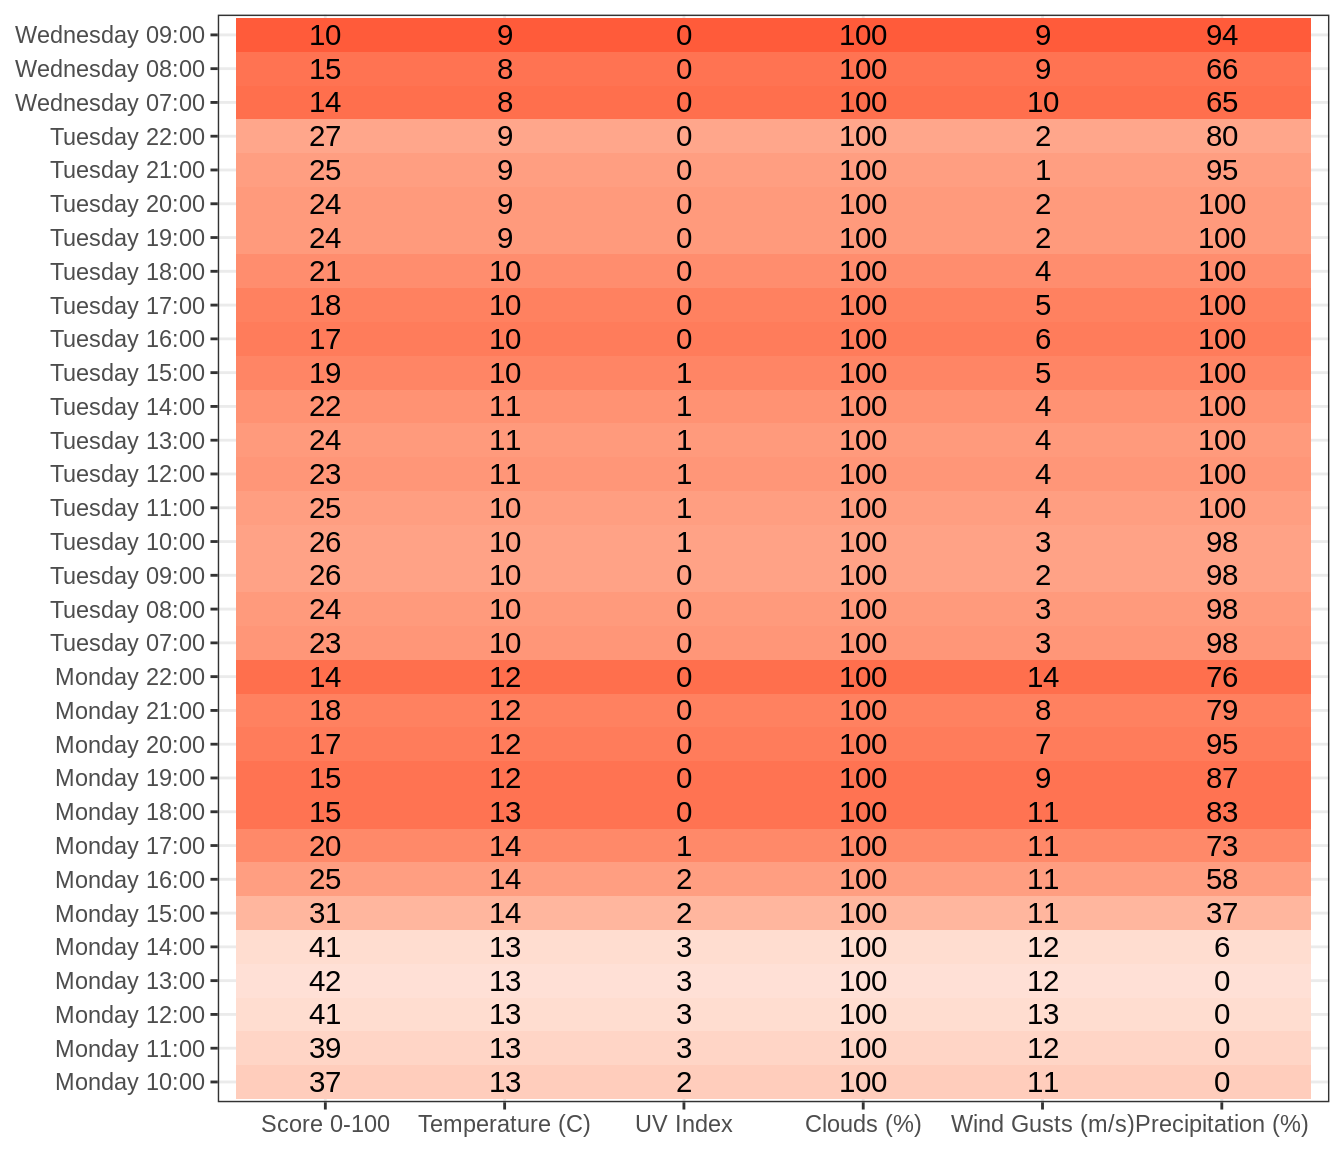 Wednesday 09:00 10 9 0 100 9 94
Wednesday 08:00 15 8 0 100 9 66
Wednesday 07:00 14 8 0 100 10 65
Tuesday 22:00 27 9 0 100 2 80
Tuesday 21:00 25 9 0 100 1 95
Tuesday 20:00 24 9 0 100 2 100
Tuesday 19:00 24 9 0 100 2 100
Tuesday 18:00 21 10 0 100 4 100
Tuesday 17:00 18 10 0 100 5 100
Tuesday 16:00 17 10 0 100 6 100
Tuesday 15:00 19 10 1 100 5 100
Tuesday 14:00 22 11 1 100 4 100
Tuesday 13:00 24 11 1 100 4 100
Tuesday 12:00 23 11 1 100 4 100
Tuesday 11:00 25 10 1 100 4 100
Tuesday 10:00 26 10 1 100 3 98
Tuesday 09:00 26 10 0 100 2 98
Tuesday 08:00 24 10 0 100 3 98
Tuesday 07:00 23 10 0 100 3 98
Monday 22:00 14 12 0 100 14 76
Monday 21:00 18 12 0 100 8 79
Monday 20:00 17 12 0 100 7 95
Monday 19:00 15 12 0 100 9 87
Monday 18:00 15 13 0 100 11 83
Monday 17:00 20 14 1 100 11 73
Monday 16:00 25 14 2 100 11 58
Monday 15:00 31 14 2 100 11 37
Monday 14:00 41 13 3 100 12 6
Monday 13:00 42 13 3 100 12 0
Monday 12:00 41 13 3 100 13 0
Monday 11:00 39 13 3 100 12 0
Monday 10:00 37 13 2 100 11 0
Score 0-100 Temperature (C) UV Index Clouds (%) Wind Gusts (m/s) Precipitation (%)